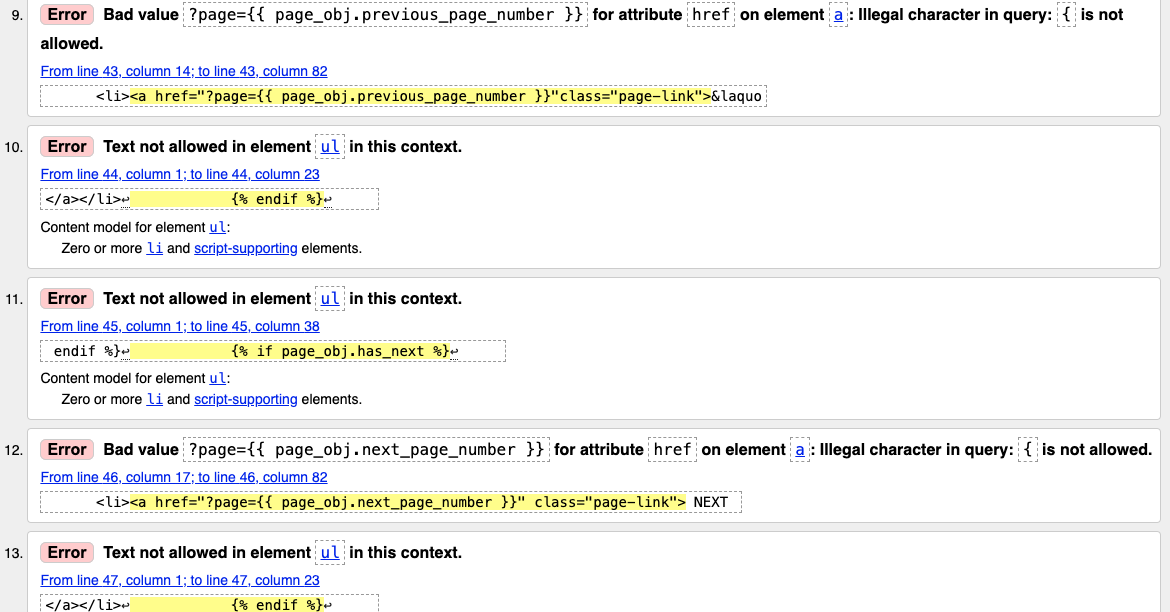 9. Error Bad value ?page={{ page_obj.previous_page_number }} for attribute href on element a: Illegal character in query: { is not
allowed.
From line 43, column 14; to line 43, column 82
<li><a href="?page={{ page_obj.previous_page_number }}"class="page-link">&laquo
10. Error Text not allowed in element ul in this context.
From line 44, column 1; to line 44, column 23
</a></li>↩ {% endif %}↩
Content model for element ul:
Zero or more li and script-supporting elements.
11. Error Text not allowed in element ul in this context.
From line 45, column 1; to line 45, column 38
endif %}↩ {% if page_obj.has_next %}↩
Content model for element ul:
Zero or more li and script-supporting elements.
12. Error Bad value ?page={{ page_obj.next_page_number }} for attribute href on element a: Illegal character in query: { is not allowed.
From line 46, column 17; to line 46, column 82
<li><a href="?page={{ page_obj.next_page_number }}" class="page-link"> NEXT
13. Error Text not allowed in element ul in this context.
From line 47, column 1; to line 47, column 23
</a></li>↩ {% endif %}↩